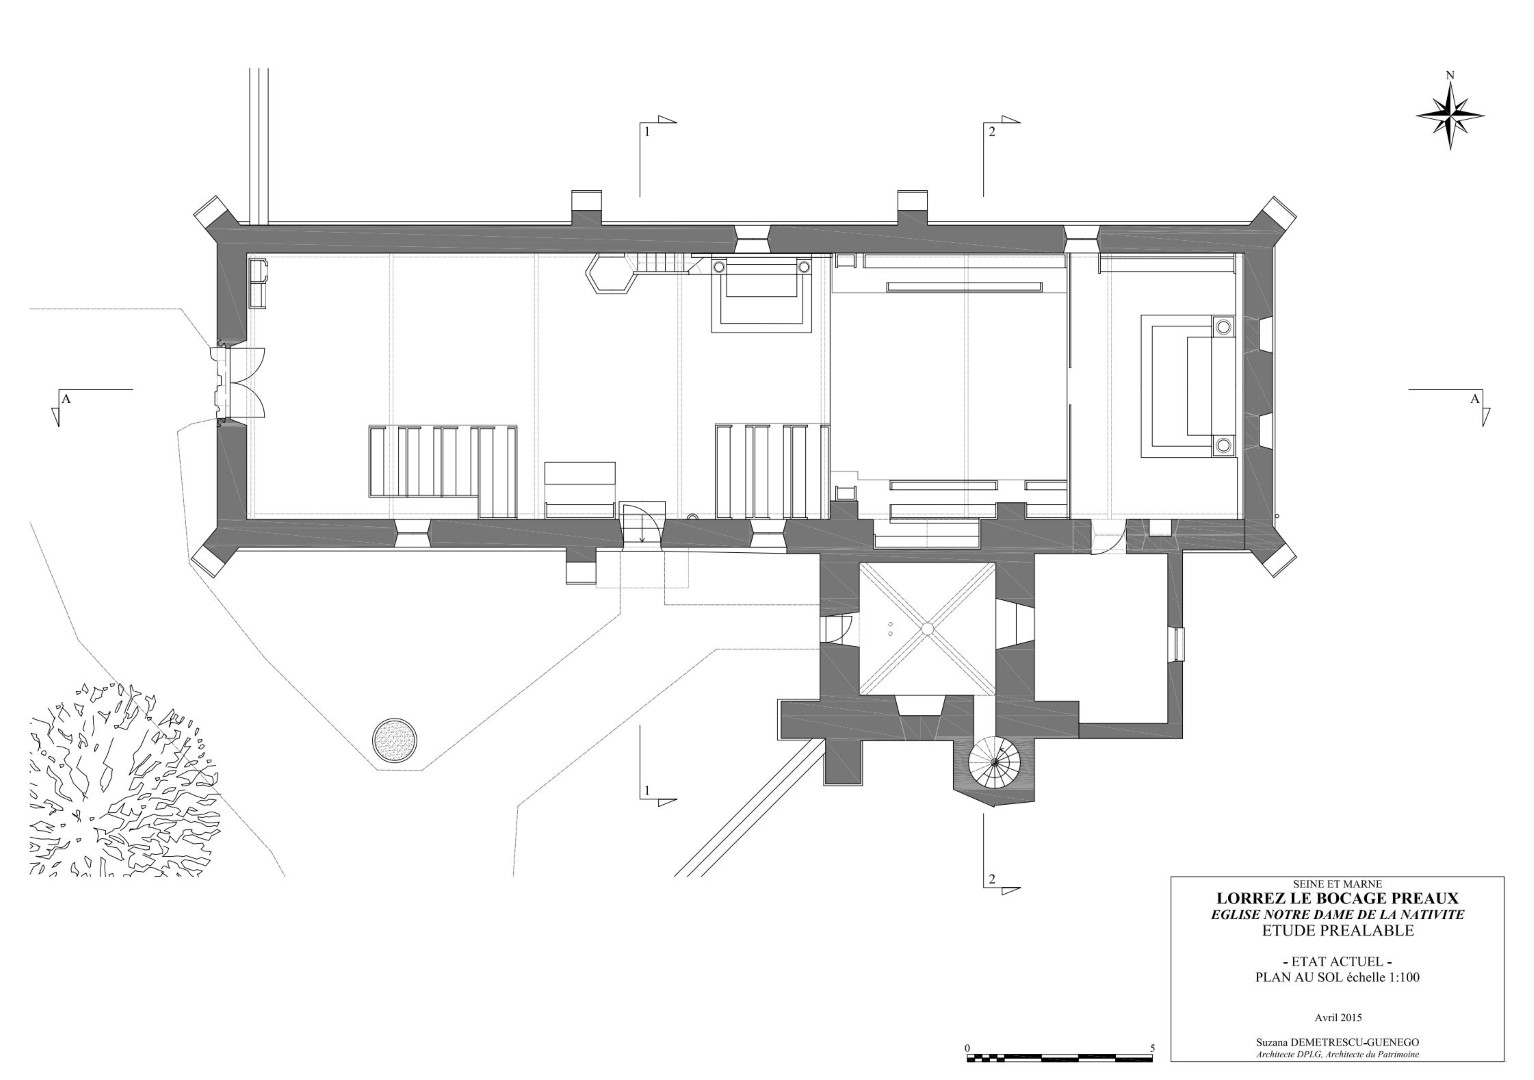 N
1
2
A
A
1
2
SEINE ET MARNE
LORREZ LE BOCAGE PREAUX
EGLISE NOTRE DAME DE LA NATIVITE
ETUDE PREALABLE
- ETAT ACTUEL -
PLAN AU SOL échelle 1:100
Avril 2015
Suzana DEMETRESCU-GUENEGO
Architecte DPLG, Architecte du Patrimoine
0 5